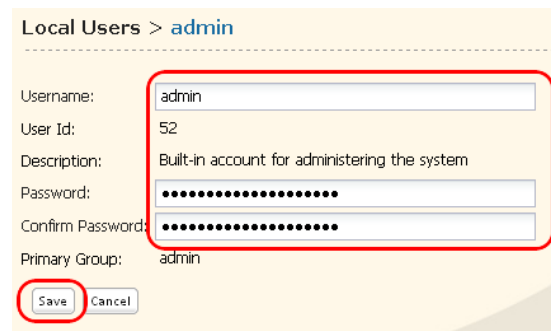 Local Users > admin
Username: admin
User Id: 52
Description: Built-in account for administering the system
Password: ••••••••••••••••••••
Confirm Password: ••••••••••••••••••••
Primary Group: admin
Save Cancel